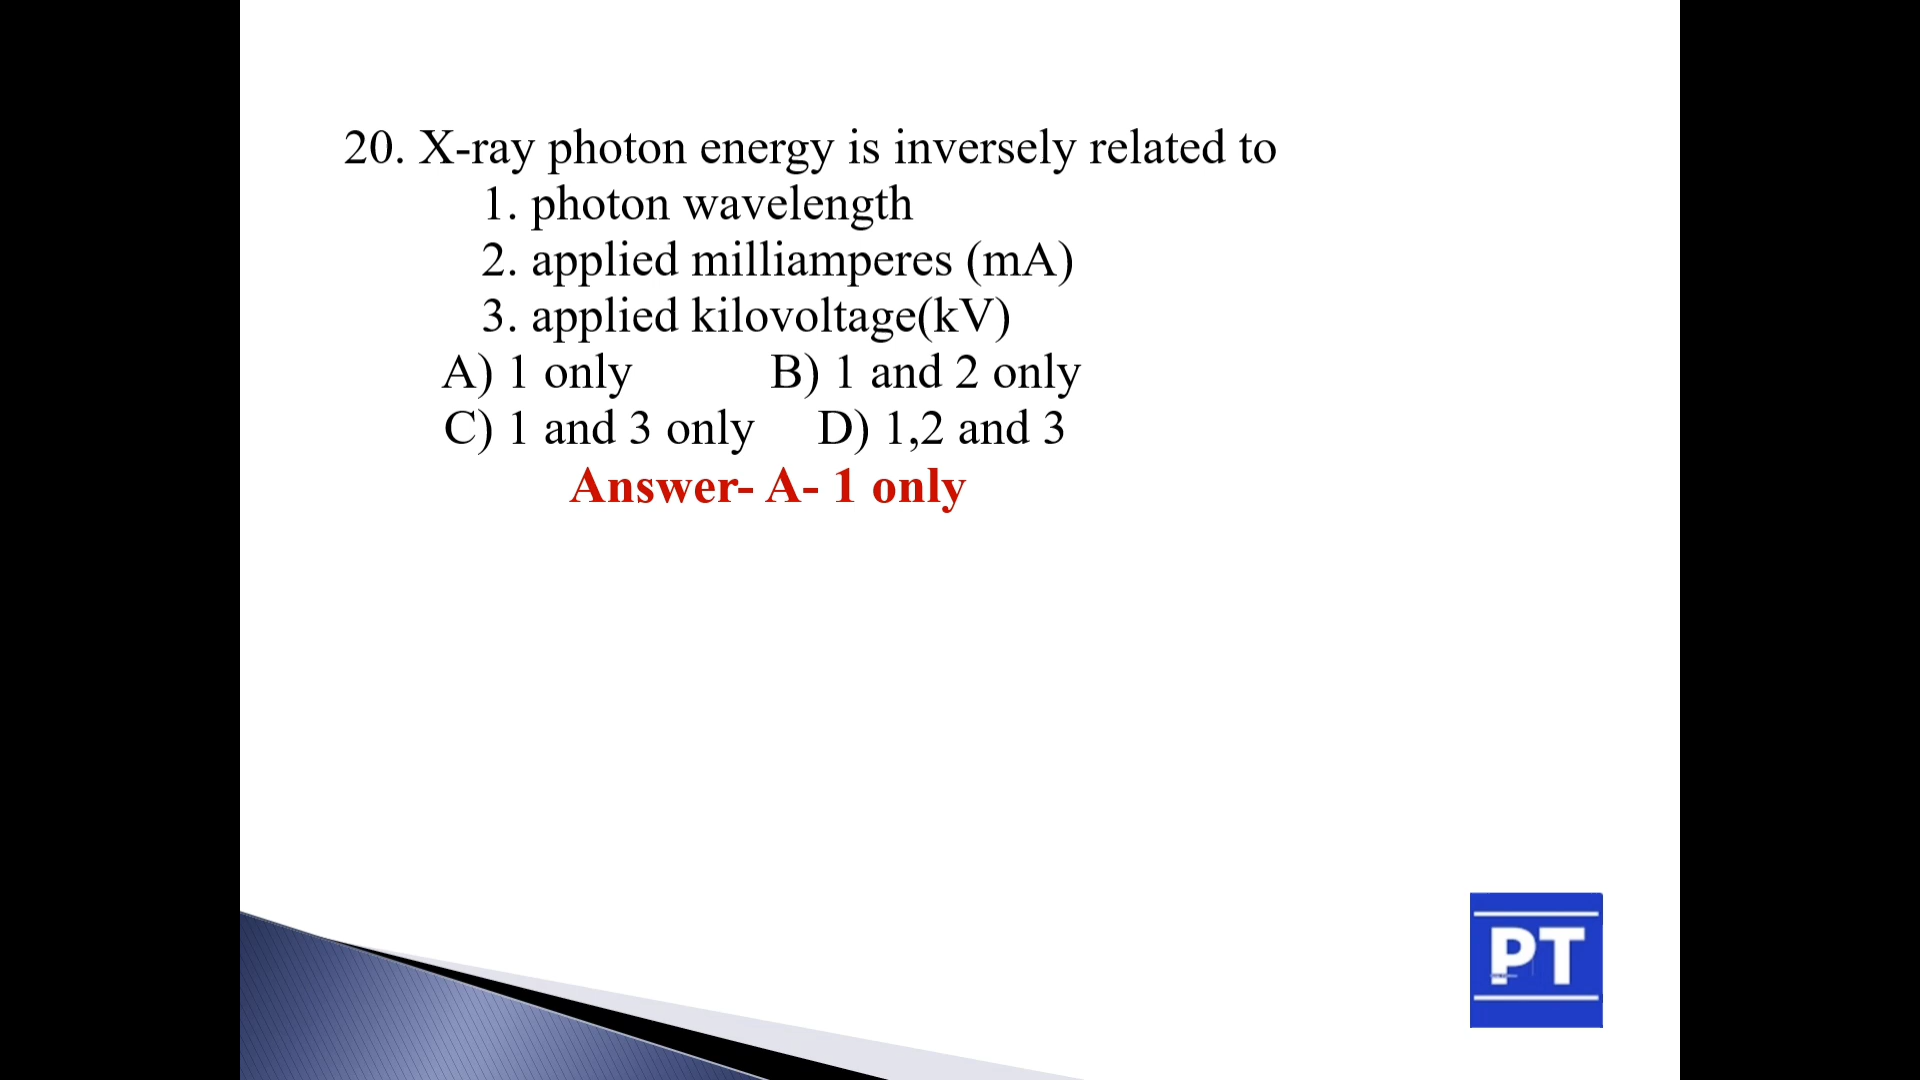 20. X-ray photon energy is inversely related to
1. photon wavelength
2. applied milliamperes (mA)
3. applied kilovoltage(kV)
A) 1 only B) 1 and 2 only
C) 1 and 3 only D) 1,2 and 3
Answer- A- 1 only
PT